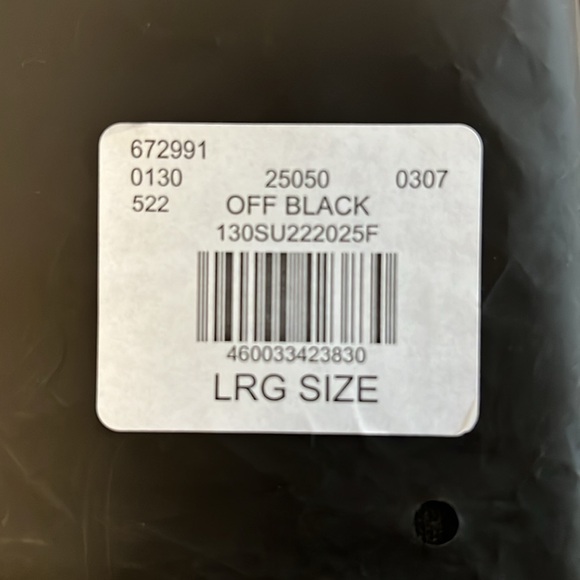 672991
0130 25050 0307
522 OFF BLACK
130SU222025F
460033423830
LRG SIZE